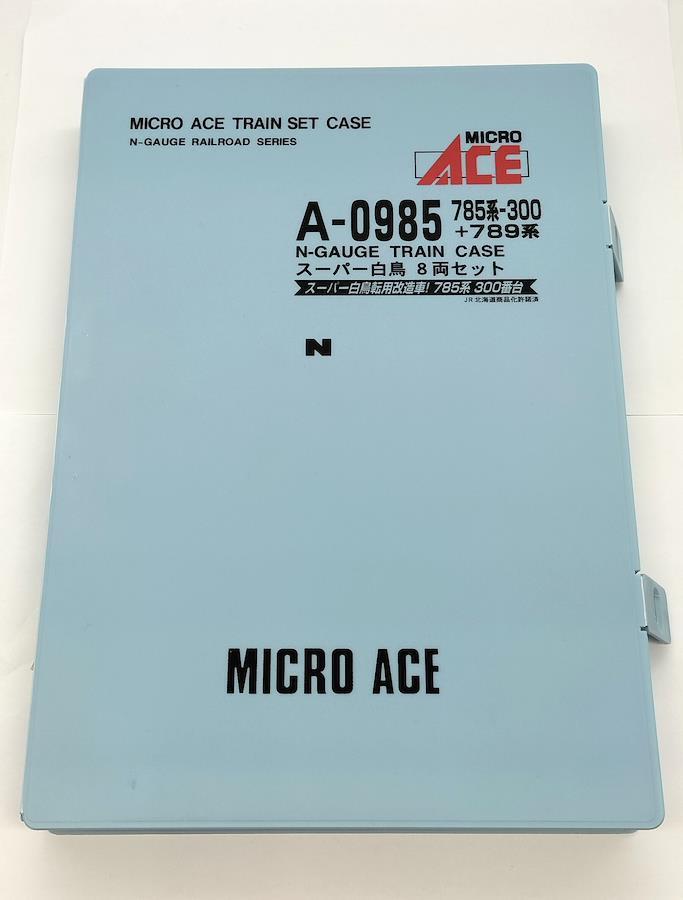 MICRO ACE TRAIN SET CASE
N-GAUGE RAILROAD SERIES
MICRO
ACE
A-0985 785系-300
+789系
N-GAUGE TRAIN CASE
スーパー白鳥 8両セット
スーパー白鳥転用改造車! 785系 300番台
JR北海道商品化許諾済
N
MICRO ACE